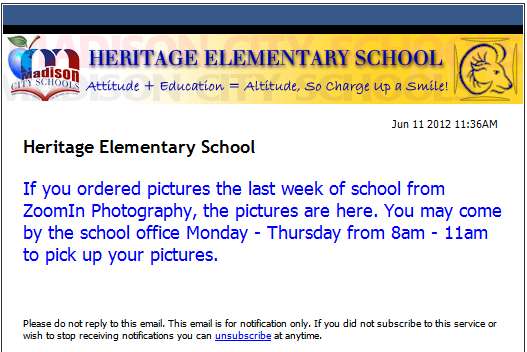 HERITAGE ELEMENTARY SCHOOL
Madison
CITY SCHOOLS
Attitude + Education = Altitude, So Charge Up a Smile!
Jun 11 2012 11:36AM
Heritage Elementary School
If you ordered pictures the last week of school from
ZoomIn Photography, the pictures are here. You may come
by the school office Monday - Thursday from 8am - 11am
to pick up your pictures.
Please do not reply to this email. This email is for notification only. If you did not subscribe to this service or
wish to stop receiving notifications you can unsubscribe at anytime.